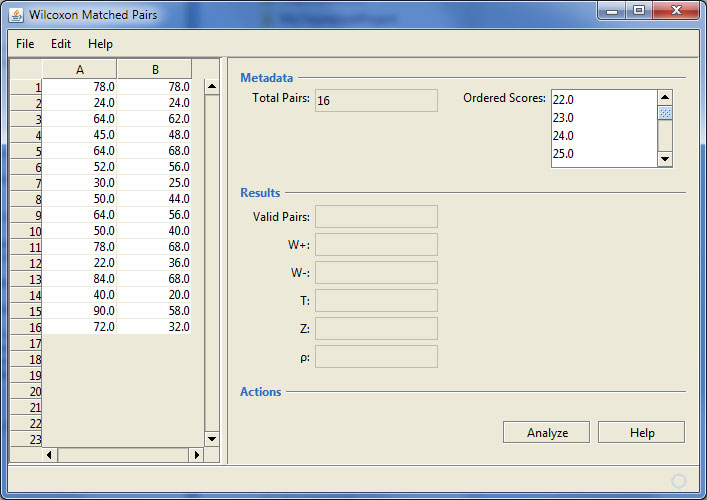 Wilcoxon Matched Pairs
File Edit Help
A B
1 78.0 78.0
2 24.0 24.0
3 64.0 62.0
4 45.0 48.0
5 64.0 68.0
6 52.0 56.0
7 30.0 25.0
8 50.0 44.0
9 64.0 56.0
10 50.0 40.0
11 78.0 68.0
12 22.0 36.0
13 84.0 68.0
14 40.0 20.0
15 90.0 58.0
16 72.0 32.0
17
18
19
20
21
22
23
Metadata
Total Pairs: 16
Ordered Scores: 22.0
23.0
24.0
25.0
Results
Valid Pairs:
W+:
W-:
T:
Z:
ρ:
Actions
Analyze Help